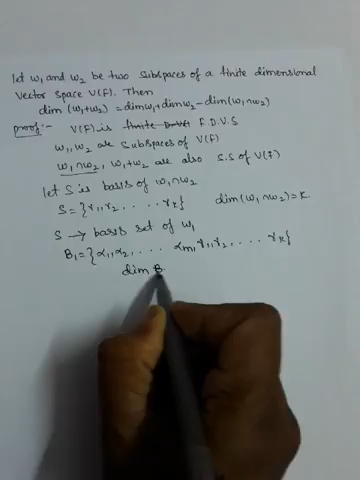 let w₁ and w₂ be two subspaces of a finite dimensional
vector space V(F). Then
dim (w₁+w₂) = dimw₁+dimw₂-dim(w₁∩w₂)
proof:- V(F) is finite D.V.S F.D.V.S
w₁, w₂ are subspaces of V(F)
w₁∩w₂, w₁+w₂ are also S.S of V(F)
let S is basis of w₁∩w₂
S = {γ₁, γ₂, .... γₖ} dim(w₁∩w₂)=K
S → basis set of w₁
B₁={α₁, α₂, .... αm, γ₁, γ₂, .... γₖ}
dim B